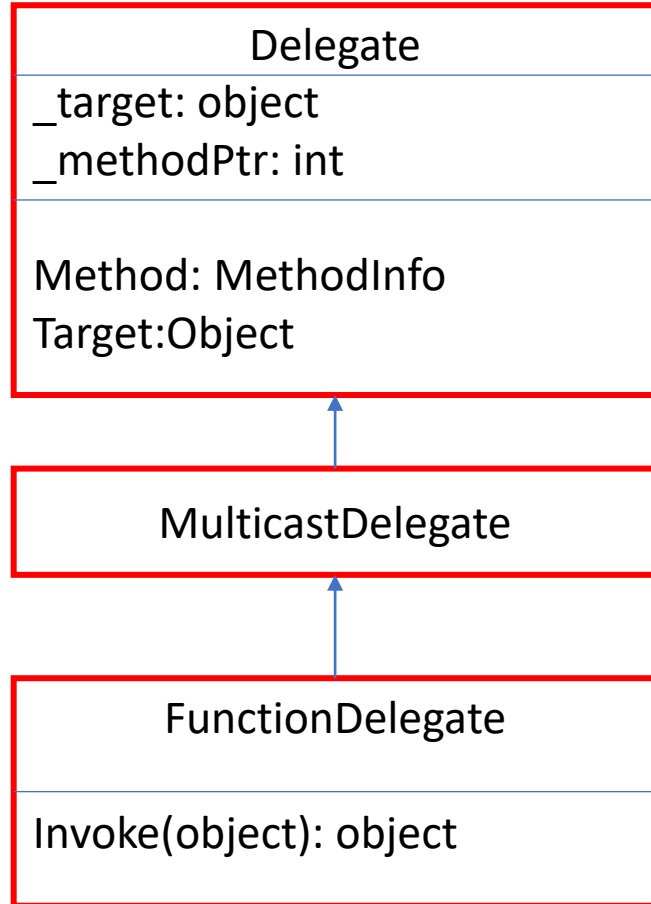 Delegate
_target: object
_methodPtr: int
Method: MethodInfo
Target:Object
MulticastDelegate
FunctionDelegate
Invoke(object): object